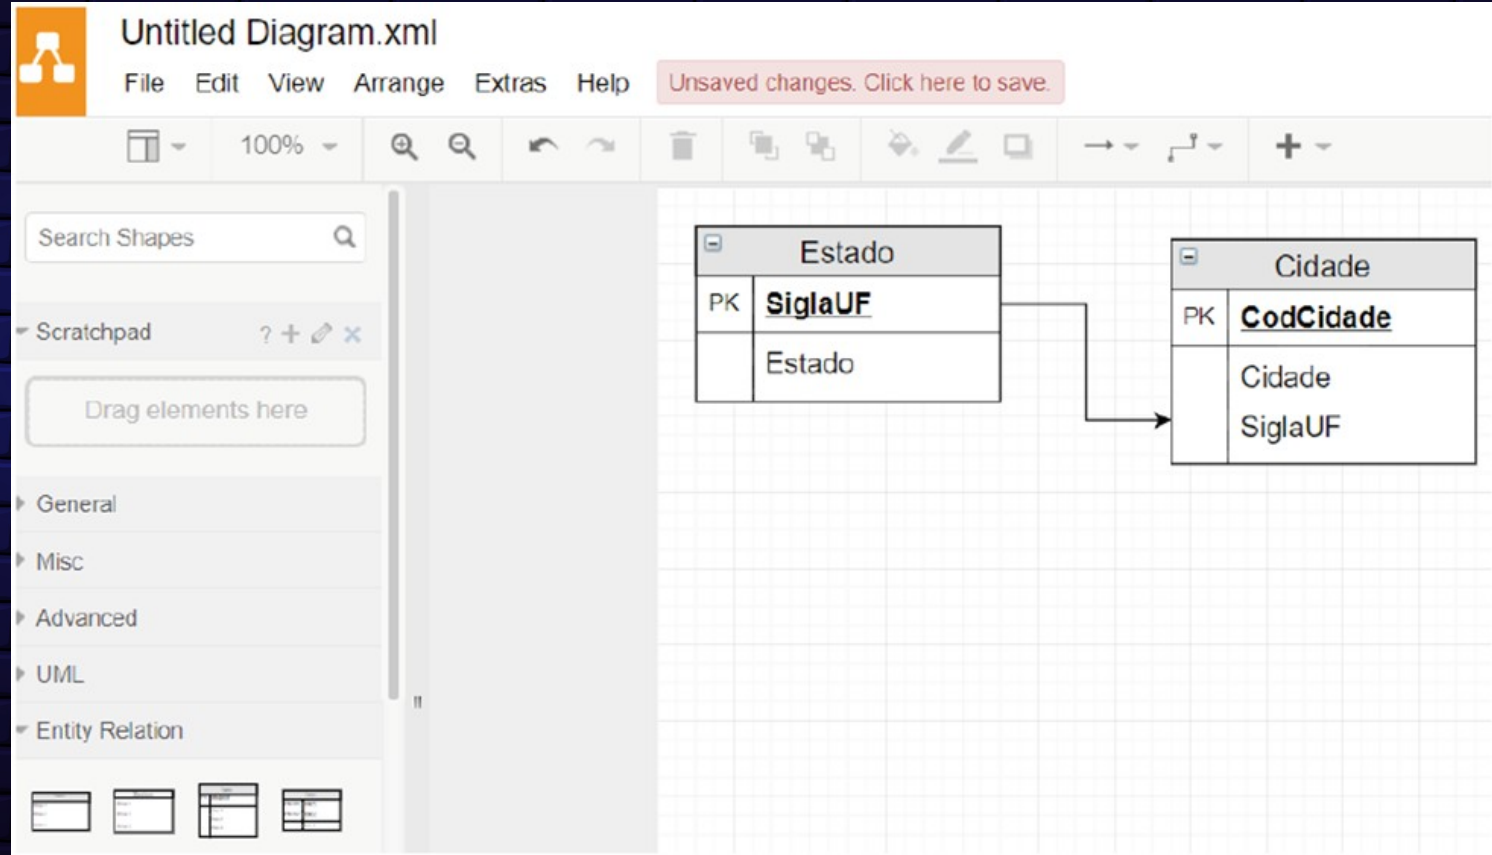 Untitled Diagram.xml
File Edit View Arrange Extras Help Unsaved changes. Click here to save.
100%
Search Shapes
Scratchpad ?
Drag elements here
General
Misc
Advanced
UML
Entity Relation
Estado
PK SiglaUF
Estado
Cidade
PK CodCidade
Cidade
SiglaUF